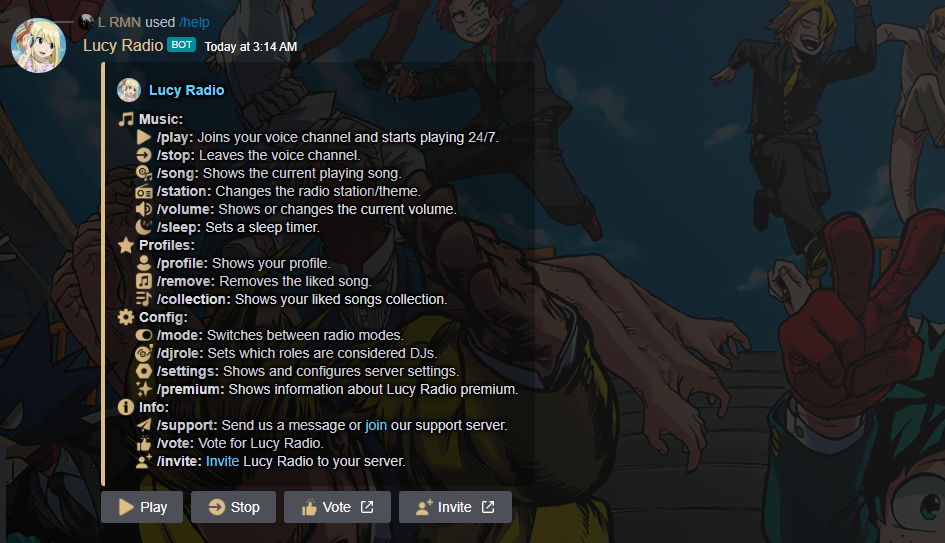 L RMN used /help
Lucy Radio BOT Today at 3:14 AM
Lucy Radio
Music:
/play: Joins your voice channel and starts playing 24/7.
/stop: Leaves the voice channel.
/song: Shows the current playing song.
/station: Changes the radio station/theme.
/volume: Shows or changes the current volume.
/sleep: Sets a sleep timer.
Profiles:
/profile: Shows your profile.
/remove: Removes the liked song.
/collection: Shows your liked songs collection.
Config:
/mode: Switches between radio modes.
/djrole: Sets which roles are considered DJs.
/settings: Shows and configures server settings.
/premium: Shows information about Lucy Radio premium.
Info:
/support: Send us a message or join our support server.
/vote: Vote for Lucy Radio.
/invite: Invite Lucy Radio to your server.
Play Stop Vote Invite